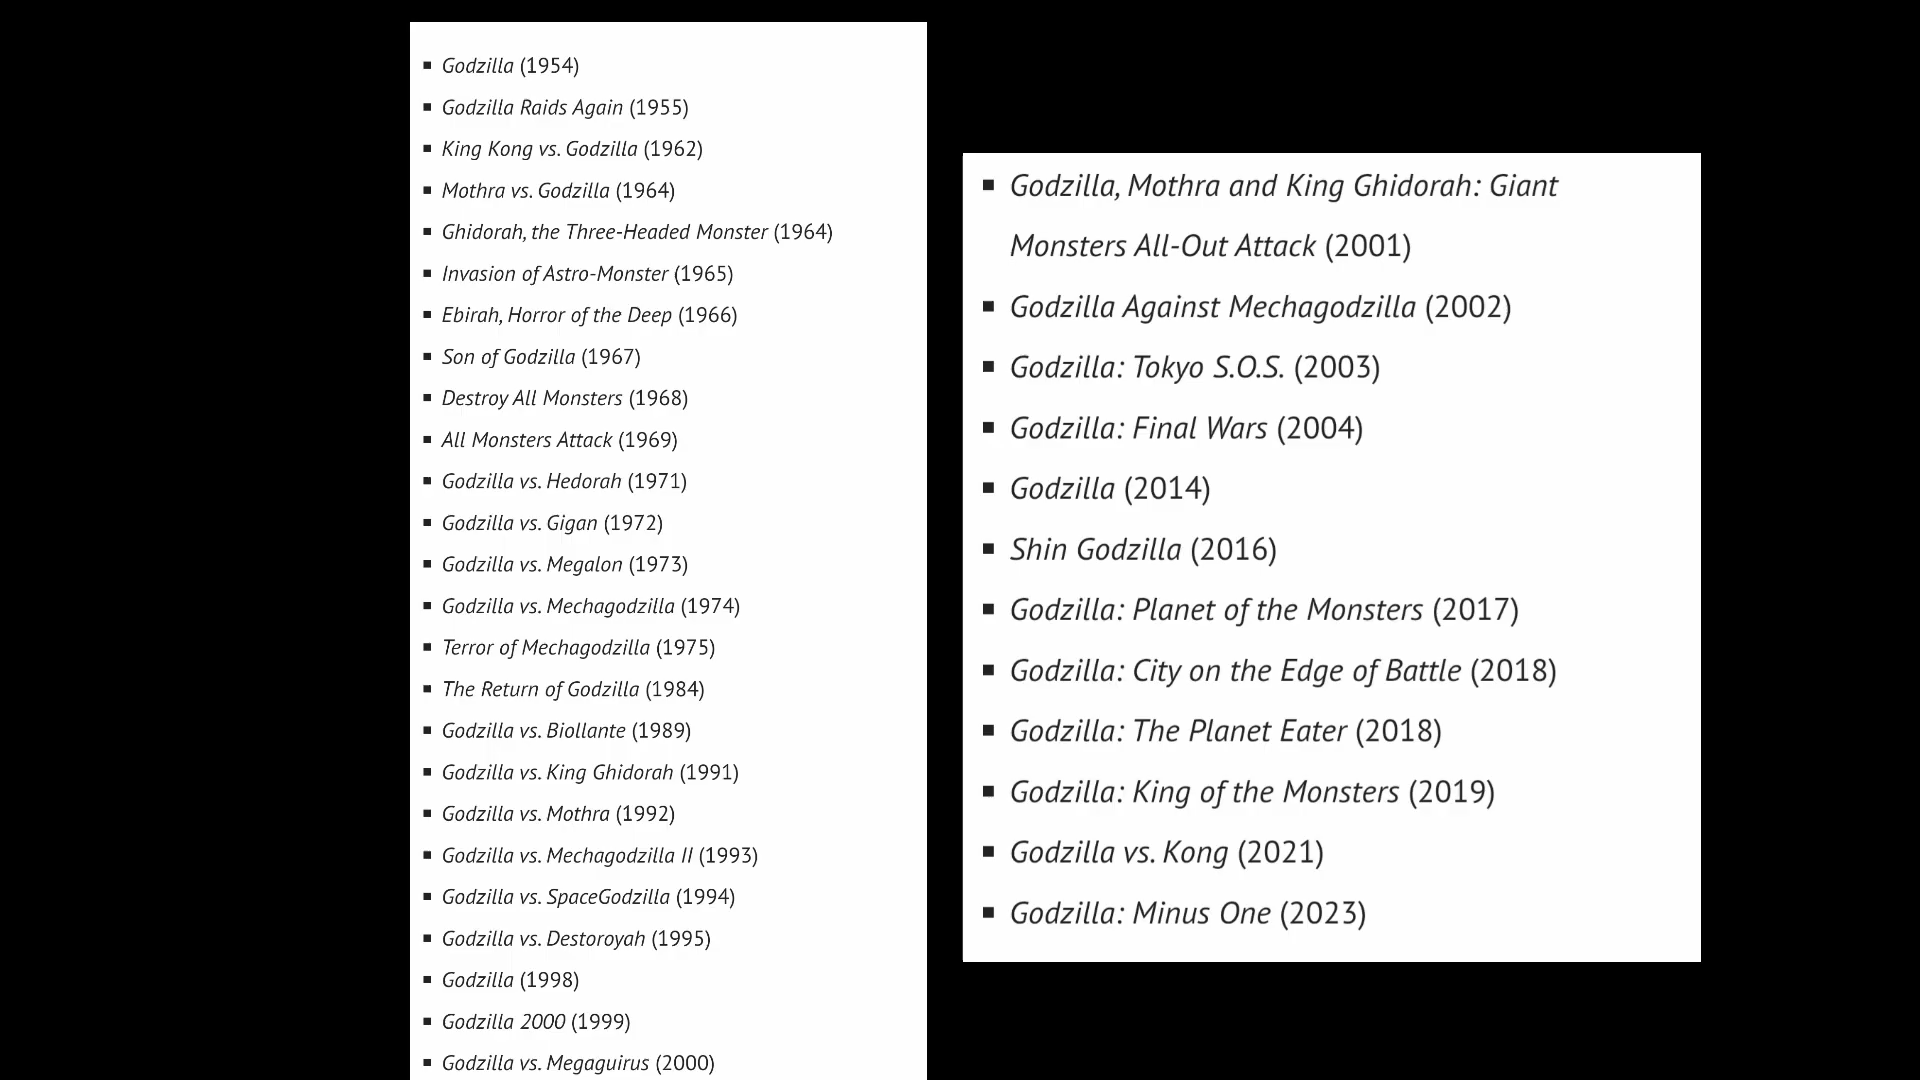 ▪ Godzilla (1954)
▪ Godzilla Raids Again (1955)
▪ King Kong vs. Godzilla (1962)
▪ Mothra vs. Godzilla (1964)
▪ Ghidorah, the Three-Headed Monster (1964)
▪ Invasion of Astro-Monster (1965)
▪ Ebirah, Horror of the Deep (1966)
▪ Son of Godzilla (1967)
▪ Destroy All Monsters (1968)
▪ All Monsters Attack (1969)
▪ Godzilla vs. Hedorah (1971)
▪ Godzilla vs. Gigan (1972)
▪ Godzilla vs. Megalon (1973)
▪ Godzilla vs. Mechagodzilla (1974)
▪ Terror of Mechagodzilla (1975)
▪ The Return of Godzilla (1984)
▪ Godzilla vs. Biollante (1989)
▪ Godzilla vs. King Ghidorah (1991)
▪ Godzilla vs. Mothra (1992)
▪ Godzilla vs. Mechagodzilla II (1993)
▪ Godzilla vs. SpaceGodzilla (1994)
▪ Godzilla vs. Destoroyah (1995)
▪ Godzilla (1998)
▪ Godzilla 2000 (1999)
▪ Godzilla vs. Megaguirus (2000)
▪ Godzilla, Mothra and King Ghidorah: Giant
Monsters All-Out Attack (2001)
▪ Godzilla Against Mechagodzilla (2002)
▪ Godzilla: Tokyo S.O.S. (2003)
▪ Godzilla: Final Wars (2004)
▪ Godzilla (2014)
▪ Shin Godzilla (2016)
▪ Godzilla: Planet of the Monsters (2017)
▪ Godzilla: City on the Edge of Battle (2018)
▪ Godzilla: The Planet Eater (2018)
▪ Godzilla: King of the Monsters (2019)
▪ Godzilla vs. Kong (2021)
▪ Godzilla: Minus One (2023)